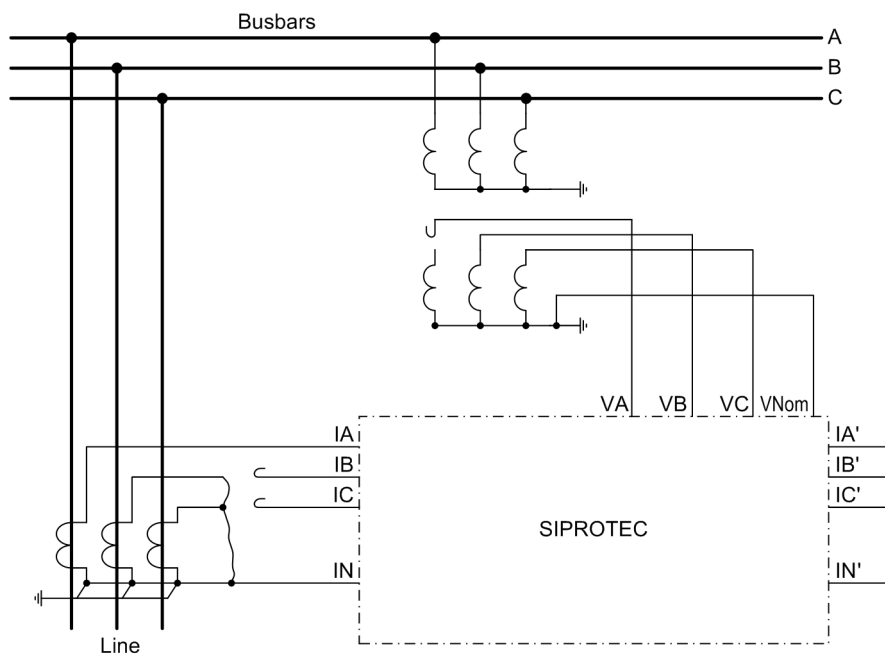 Busbars
A
B
C
VA VB VC VNom
IA IA'
IB IB'
IC IC'
SIPROTEC
IN IN'
Line